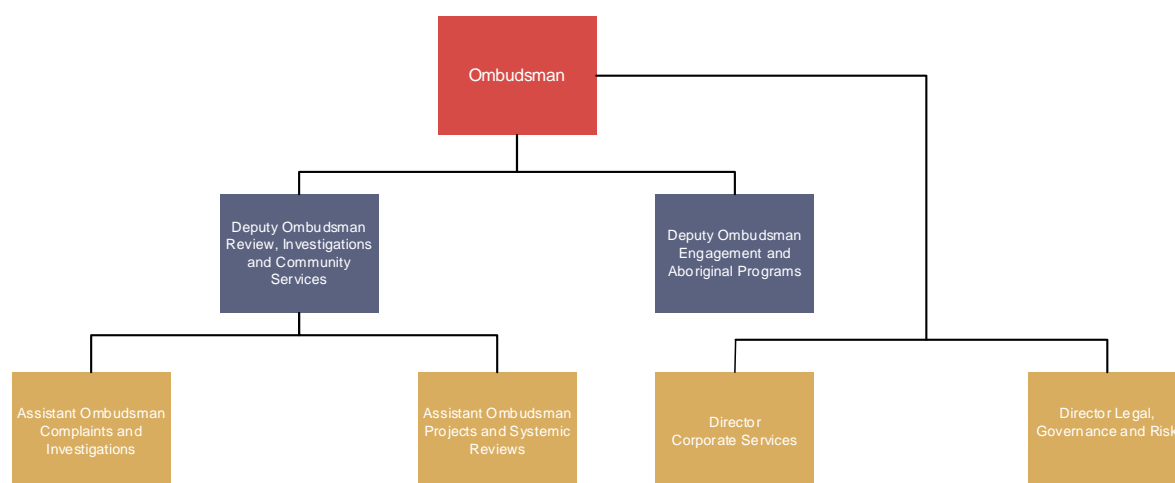 Ombudsman
Deputy Ombudsman
Review, Investigations
and Community
Services
Deputy Ombudsman
Engagement and
Aboriginal Programs
Assistant Ombudsman
Complaints and
Investigations
Assistant Ombudsman
Projects and Systemic
Reviews
Director
Corporate Services
Director Legal,
Governance and Risk